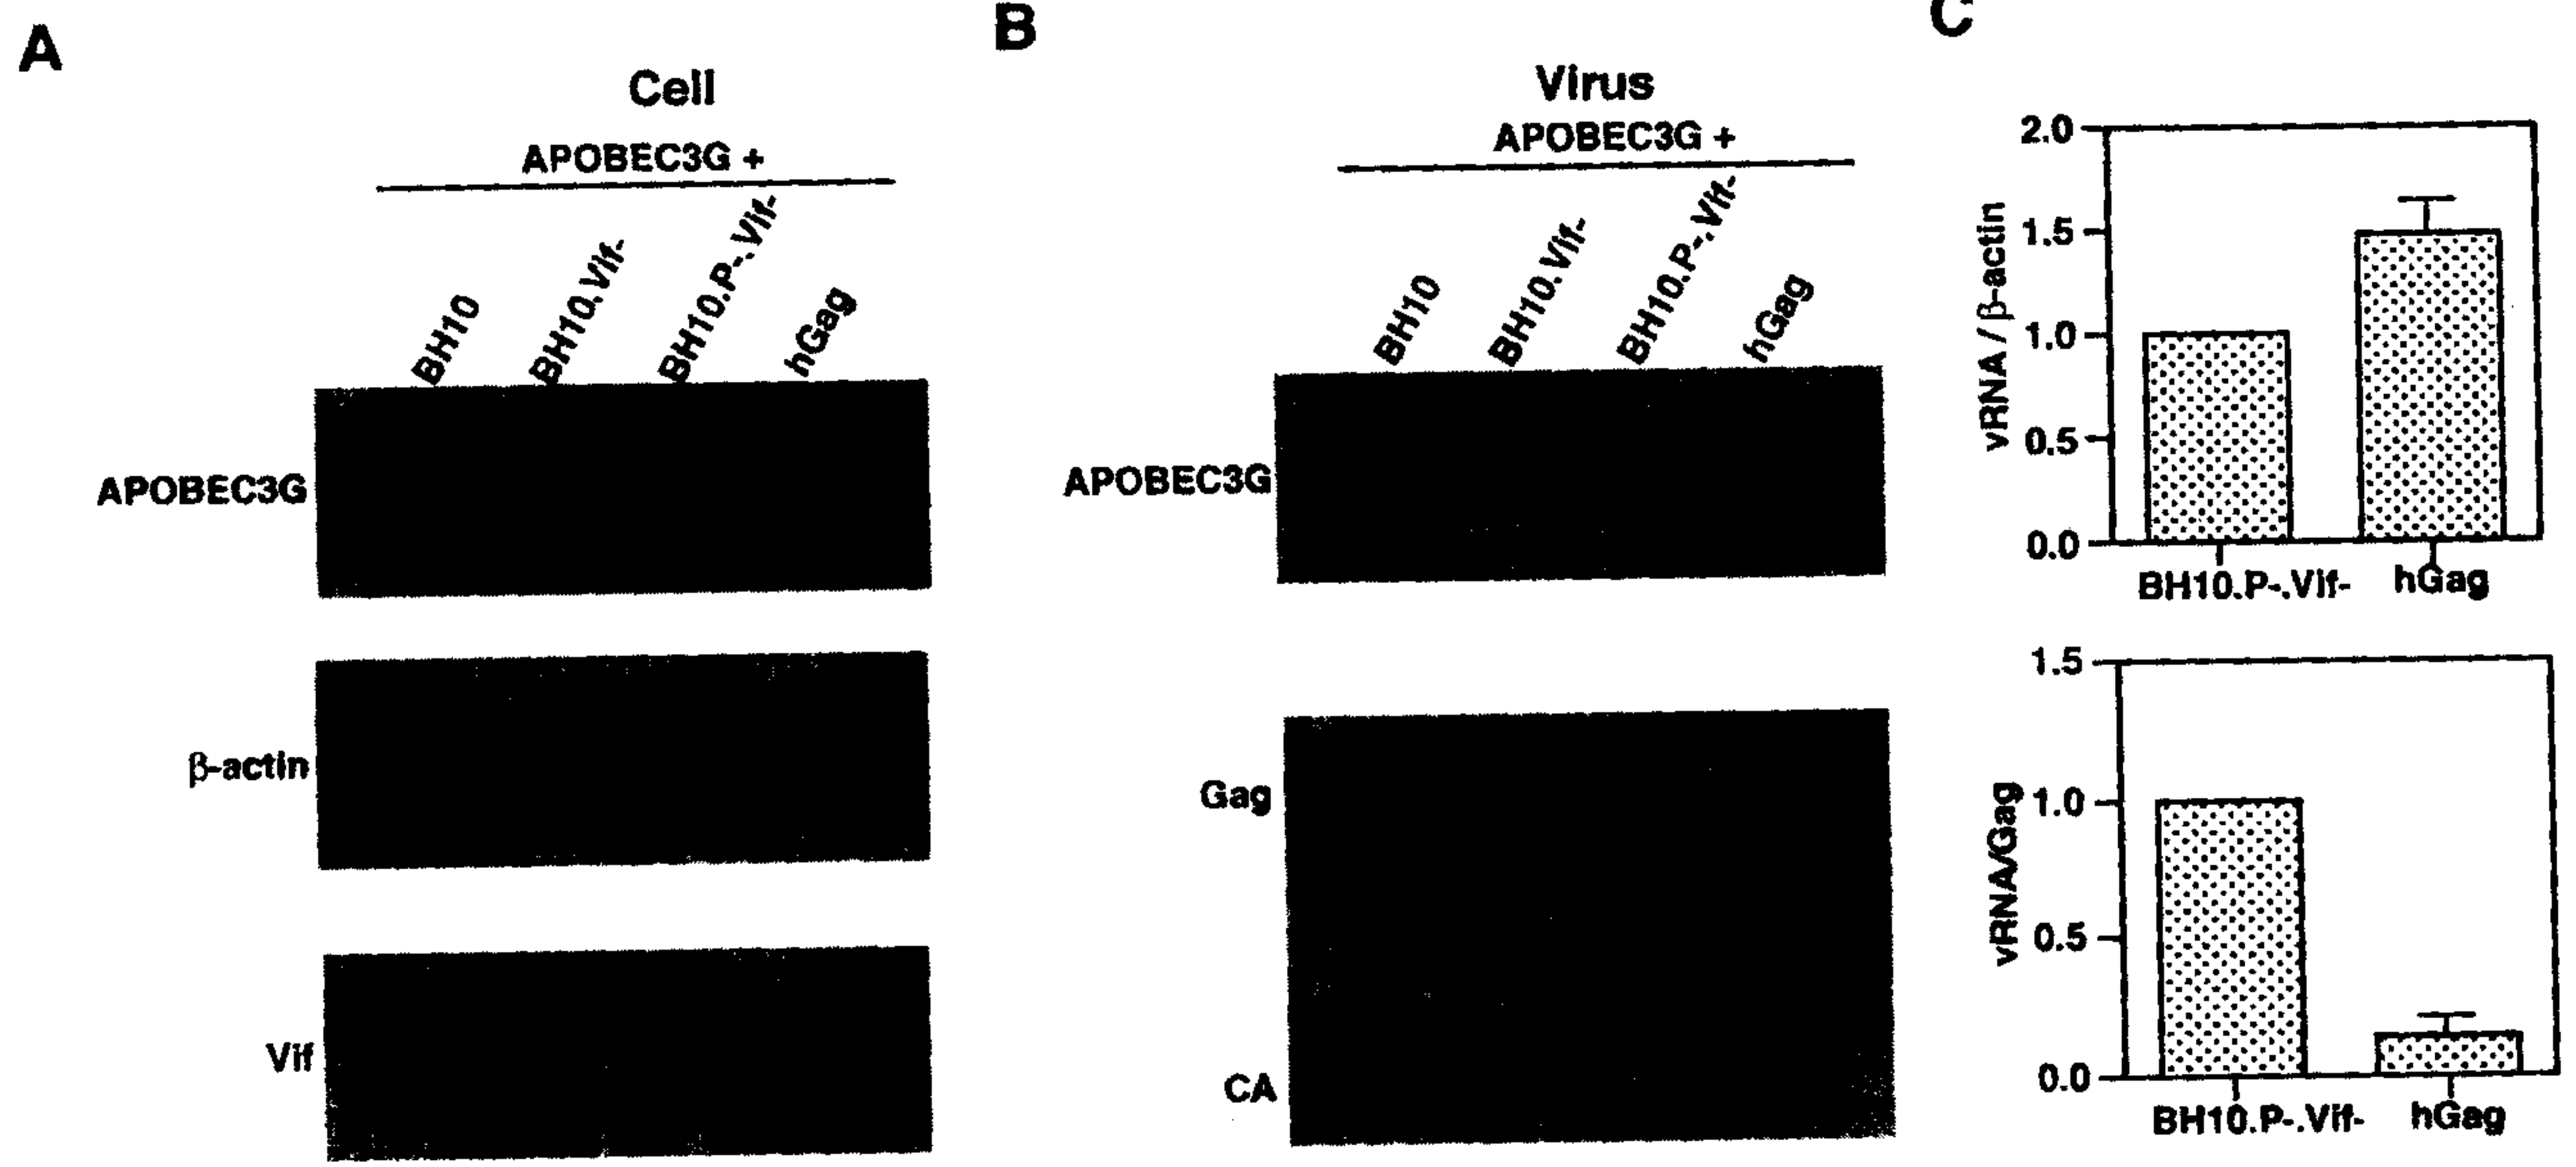 A
Cell
APOBEC3G +
BH10
BH10.Vif-
BH10.P-.Vif-
hGag
APOBEC3G
β-actin
Vif
B
Virus
APOBEC3G +
BH10
BH10.Vif-
BH10.P-.Vif-
hGag
APOBEC3G
Gag
CA
C
vRNA / β-actin
2.0
1.5
1.0
0.5
0.0
BH10.P-.Vif-
hGag
vRNA/Gag
1.5
1.0
0.5
0.0
BH10.P-.Vif-
hGag